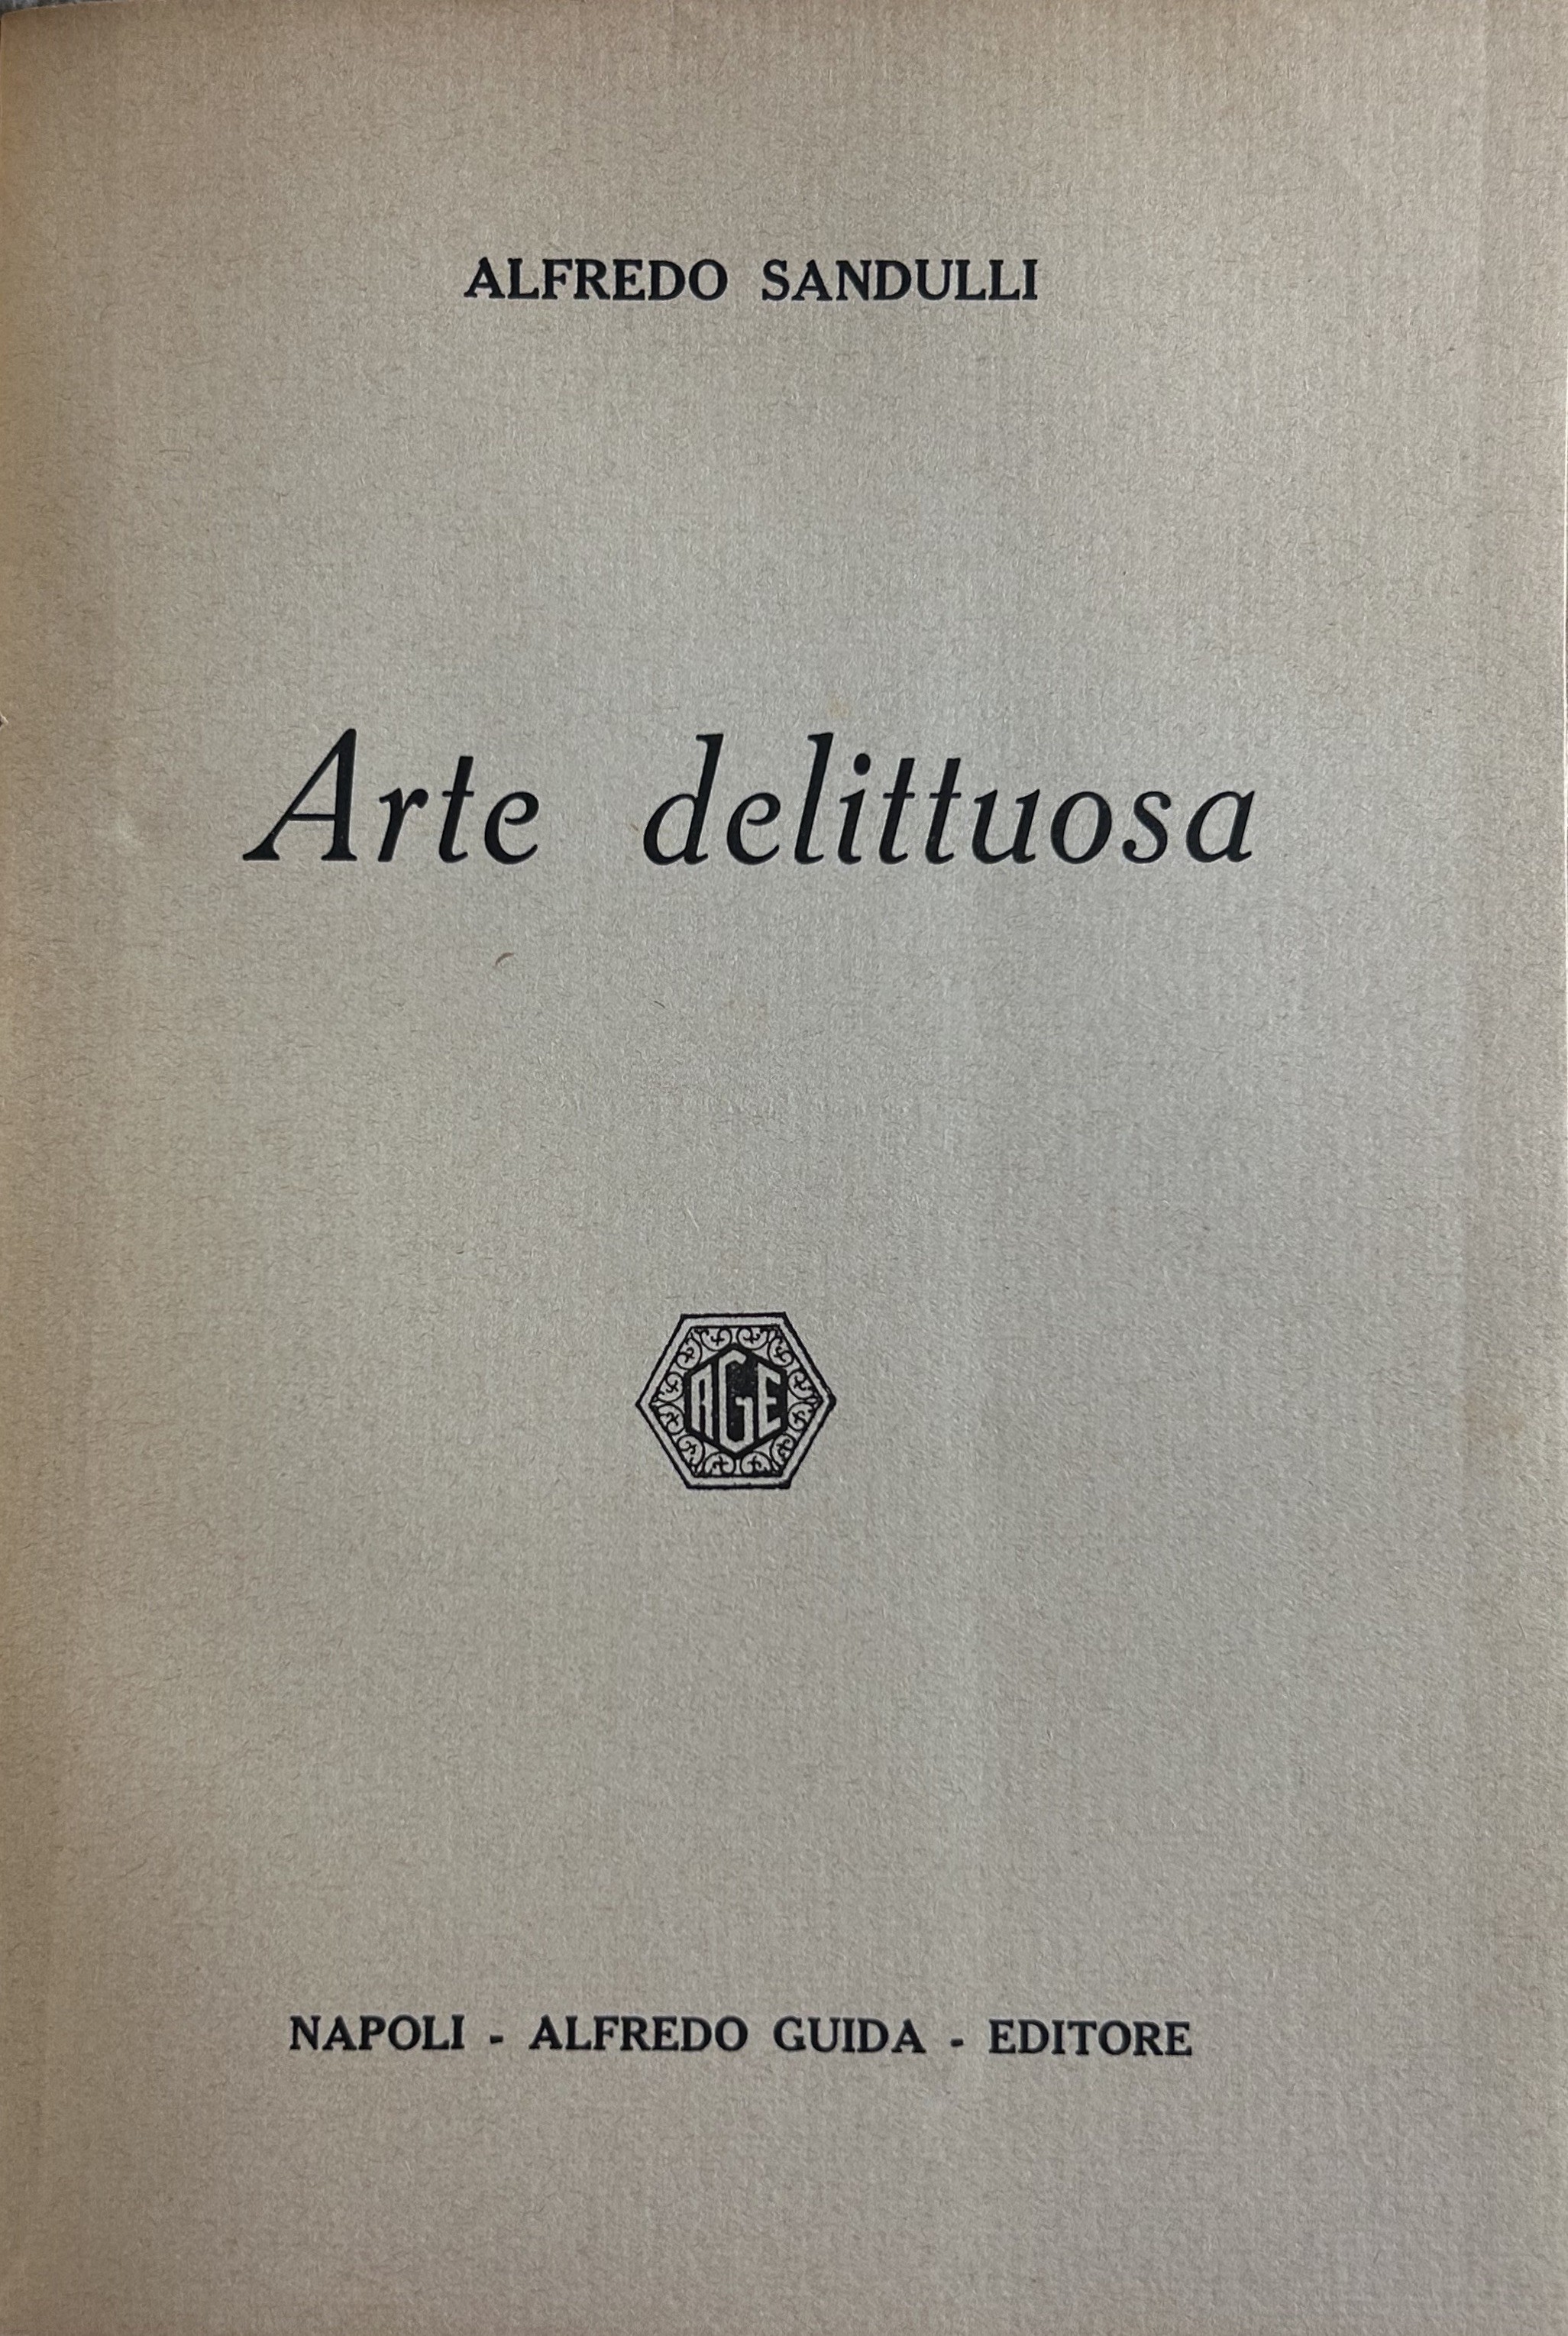 ALFREDO SANDULLI
Arte delittuosa
AGE
NAPOLI - ALFREDO GUIDA - EDITORE